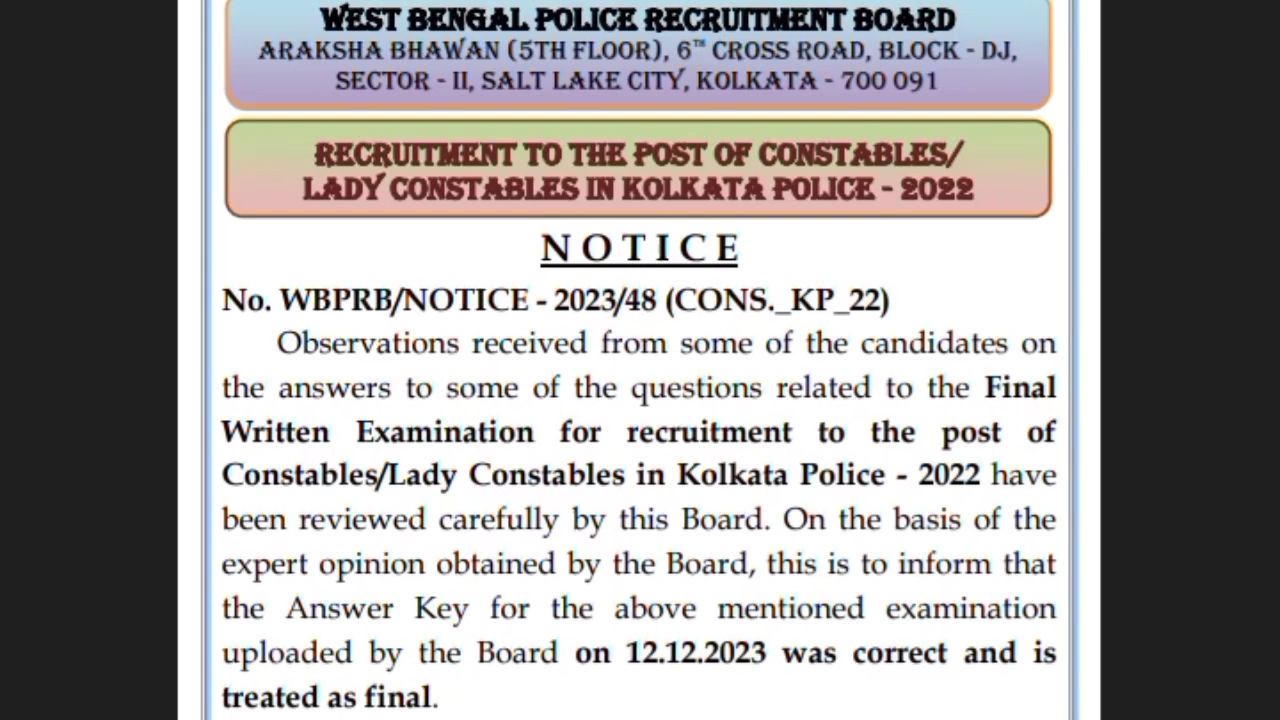 WEST BENGAL POLICE RECRUITMENT BOARD
ARAKSHA BHAWAN (5TH FLOOR), 6TH CROSS ROAD, BLOCK - DJ,
SECTOR - II, SALT LAKE CITY, KOLKATA - 700 091
RECRUITMENT TO THE POST OF CONSTABLES/
LADY CONSTABLES IN KOLKATA POLICE - 2022
NOTICE
No. WBPRB/NOTICE - 2023/48 (CONS._KP_22)
Observations received from some of the candidates on
the answers to some of the questions related to the Final
Written Examination for recruitment to the post of
Constables/Lady Constables in Kolkata Police - 2022 have
been reviewed carefully by this Board. On the basis of the
expert opinion obtained by the Board, this is to inform that
the Answer Key for the above mentioned examination
uploaded by the Board on 12.12.2023 was correct and is
treated as final.